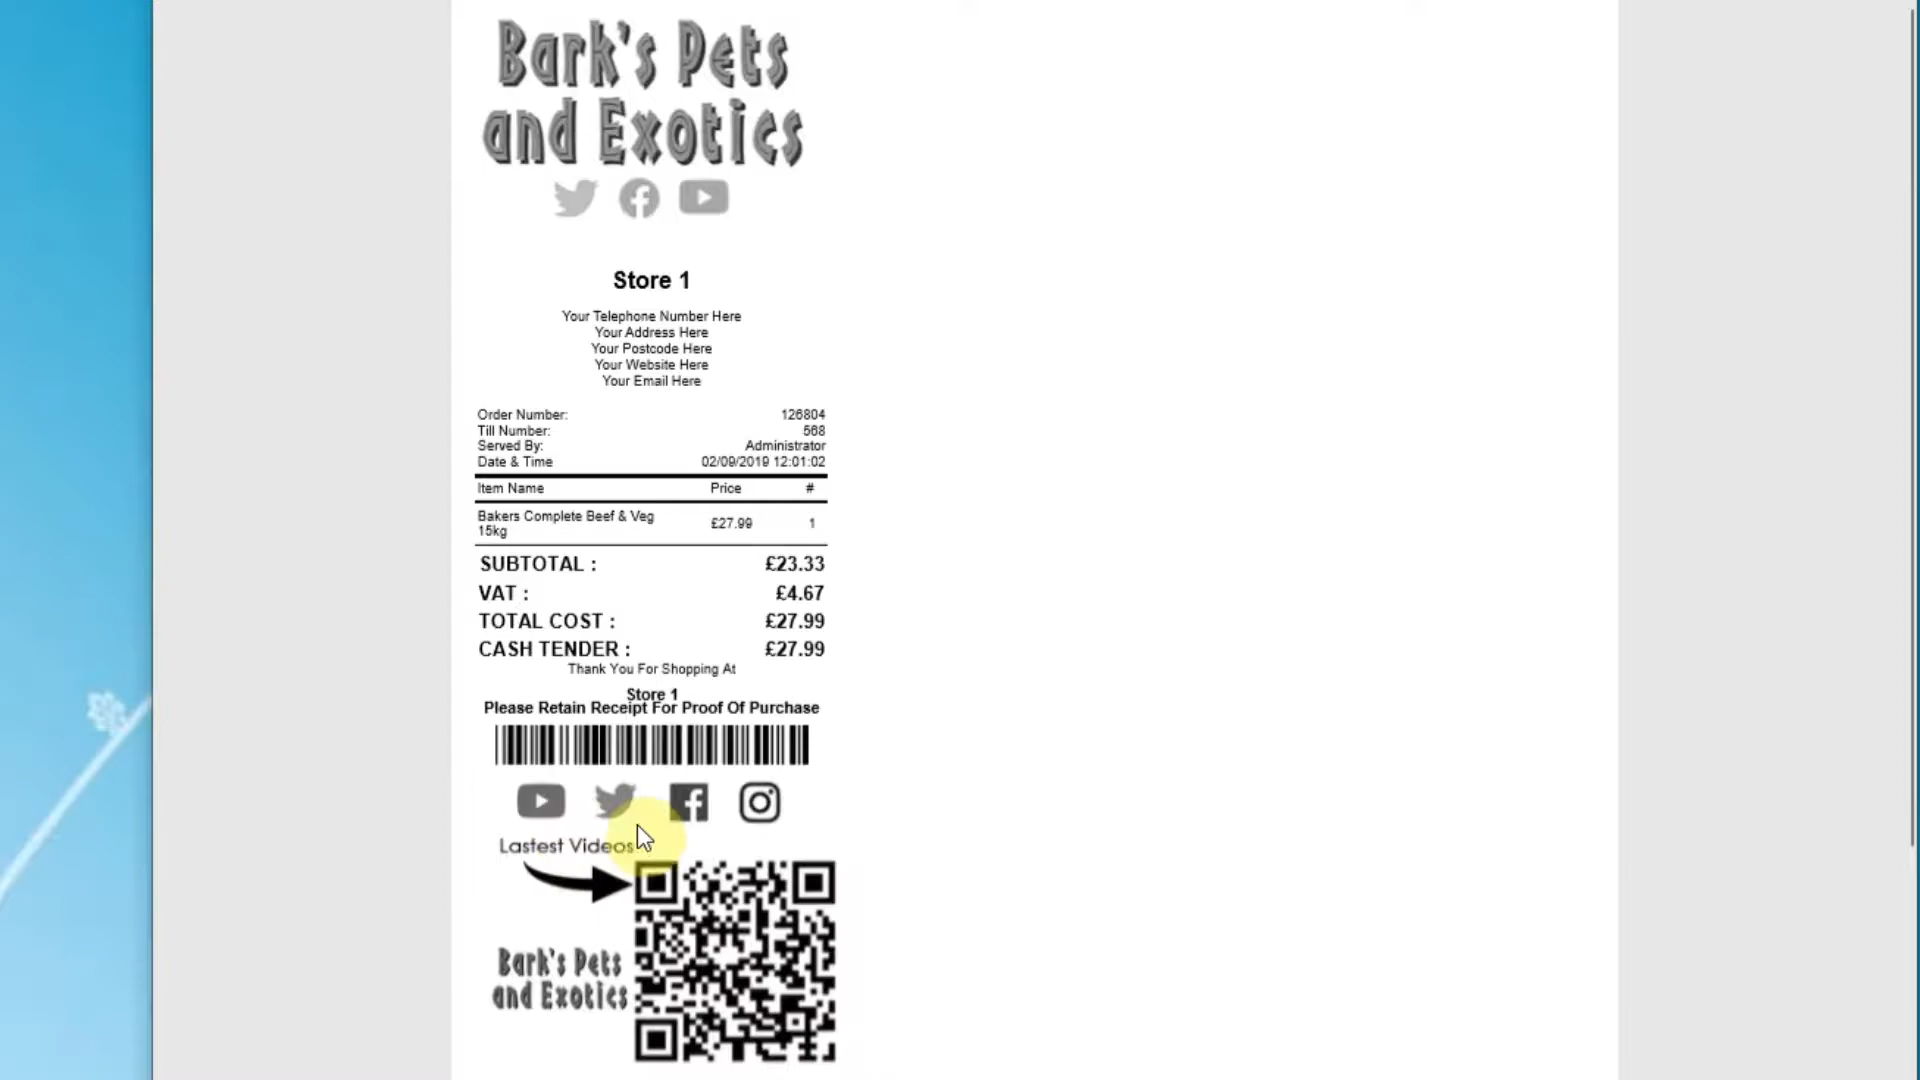 Bark's Pets
and Exotics
Store 1
Your Telephone Number Here
Your Address Here
Your Postcode Here
Your Website Here
Your Email Here
Order Number: 126804
Till Number: 568
Served By: Administrator
Date & Time 02/09/2019 12:01:02
Item Name Price #
Bakers Complete Beef & Veg
15kg £27.99 1
SUBTOTAL : £23.33
VAT : £4.67
TOTAL COST : £27.99
CASH TENDER : £27.99
Thank You For Shopping At
Store 1
Please Retain Receipt For Proof Of Purchase
Lastest Videos
Bark's Pets
and Exotics